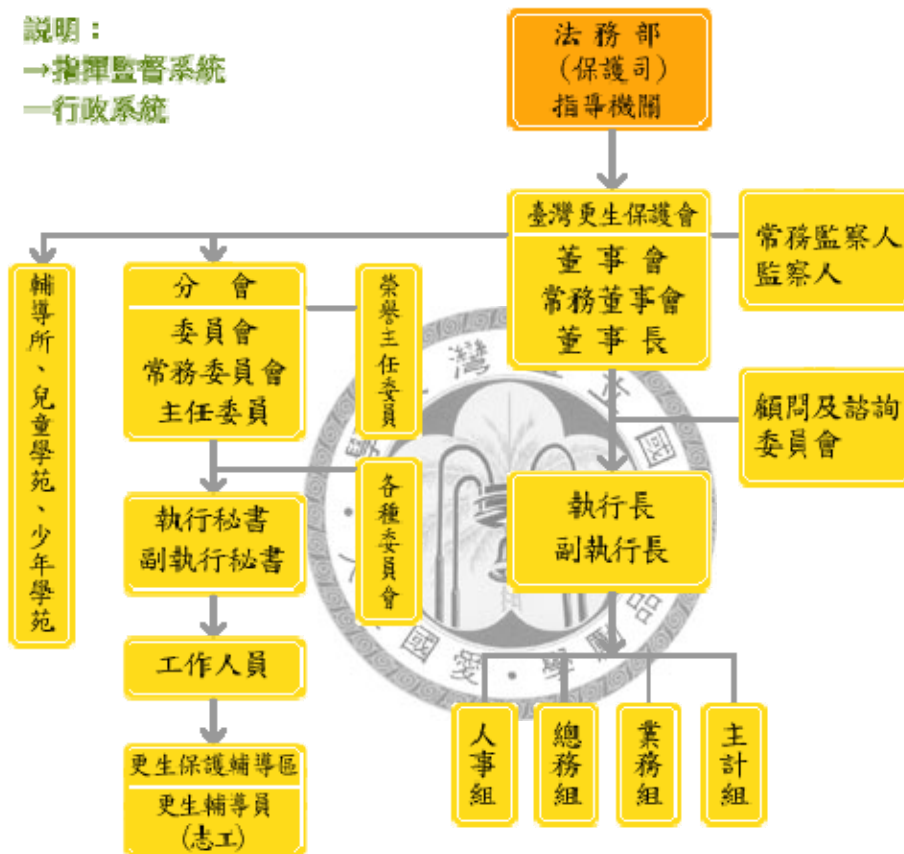 說明：
→指揮監督系統
—行政系統
法務部
(保護司)
指導機關
臺灣更生保護會
董事會
常務董事會
董事長
常務監察人
監察人
顧問及諮詢
委員會
執行長
副執行長
人事組
總務組
業務組
主計組
分會
委員會
常務委員會
主任委員
榮譽主任委員
各種委員會
執行秘書
副執行秘書
工作人員
更生保護輔導區
更生輔導員
(志工)
輔導所、兒童學苑、少年學苑
灣
國
品
學
愛
國